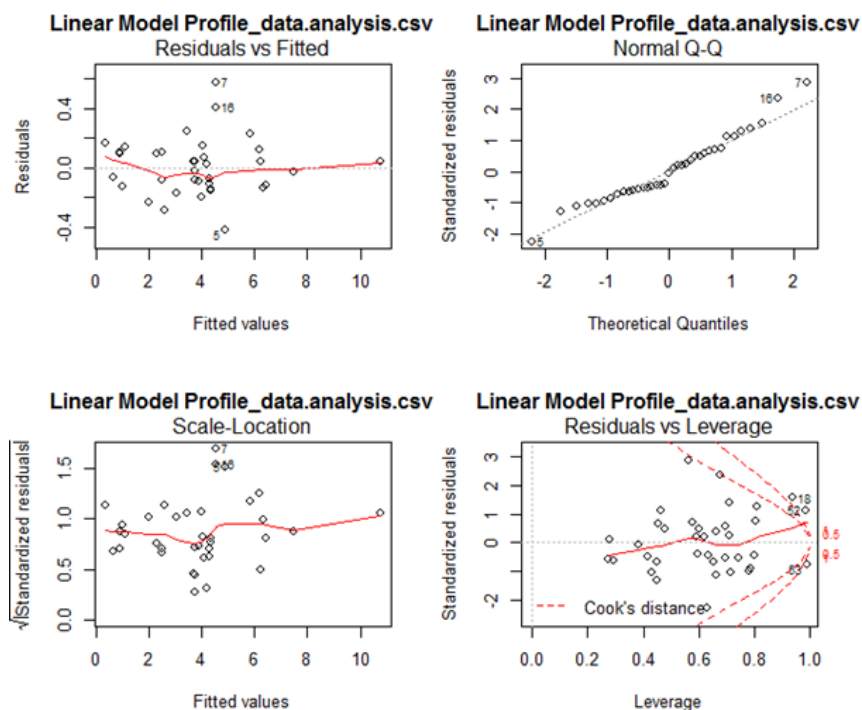 Linear Model Profile_data.analysis.csv
Residuals vs Fitted
Residuals
0.4
0.0
-0.4
7
16
5
0 2 4 6 8 10
Fitted values
Linear Model Profile_data.analysis.csv
Normal Q-Q
Standardized residuals
3
2
1
0
-1
-2
7
16
5
-2 -1 0 1 2
Theoretical Quantiles
Linear Model Profile_data.analysis.csv
Scale-Location
√|Standardized residuals|
1.5
1.0
0.5
0.0
7
16
0 2 4 6 8 10
Fitted values
Linear Model Profile_data.analysis.csv
Residuals vs Leverage
Standardized residuals
3
2
1
0
-2
18
52
53
1
0.5
0.5
1
Cook's distance
0.0 0.2 0.4 0.6 0.8 1.0
Leverage